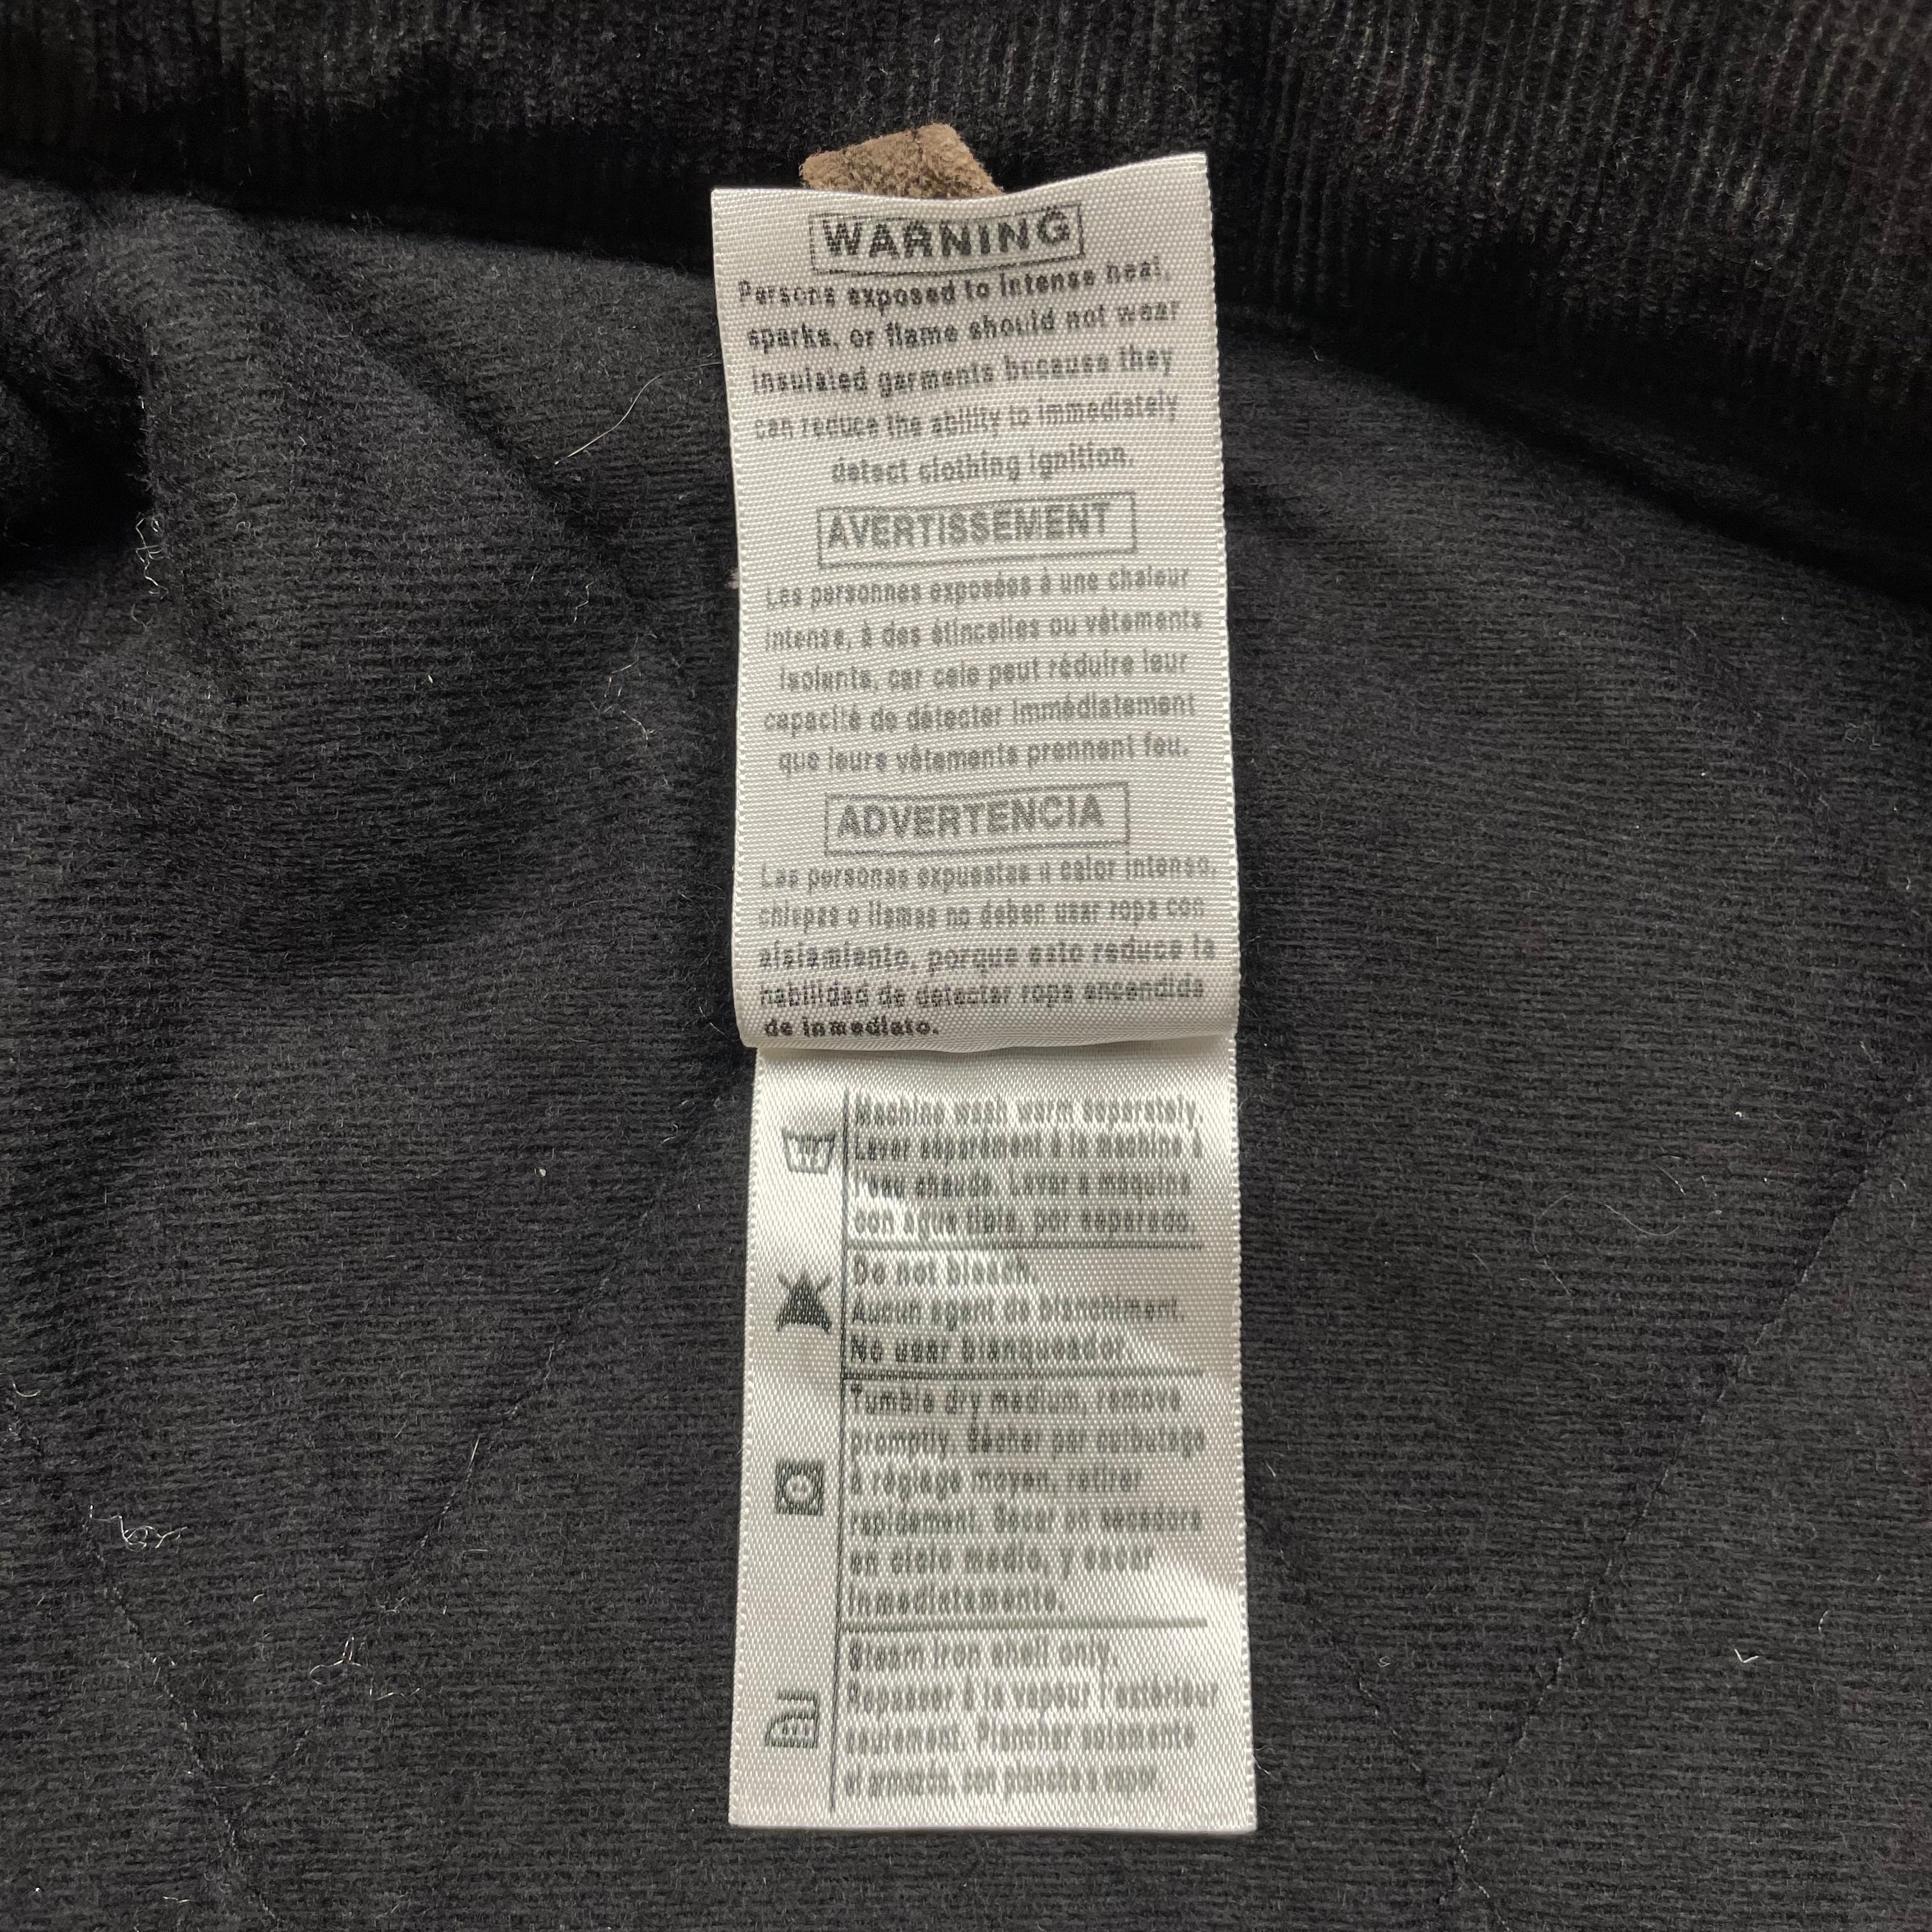 WARNING
Persons exposed to intense heat,
sparks, or flame should not wear
insulated garments because they
can reduce the ability to immediately
detect clothing ignition.
AVERTISSEMENT
Les personnes exposées à une chaleur
intense, à des étincelles ou vêtements
isolants, car cele peut réduire leur
capacité de détecter immédiatement
que leurs vêtements prennent feu.
ADVERTENCIA
Las personas expuestas a calor intenso,
chispas o llamas no deben usar ropa con
aislamiento, porque esto reduce la
habilidad de detectar ropa encendida
de inmediato.
Machine wash warm separately.
Laver séparément à la machine à
l'eau chaude. Lavar a máquina
con agua tibia, por separado.
Do not bleach.
Aucun agent de blanchiment.
No usar blanqueador
Tumble dry medium, remove
promptly. Sécher par culbutage
à réglage moyen, retirer
rapidement. Secar en secadora
en ciclo medio, y sacar
inmediatamente.
Steam iron shell only.
Repasser à la vapeur l'extérieur
seulement. Planchar solamente
el armazon con plancha a vapor